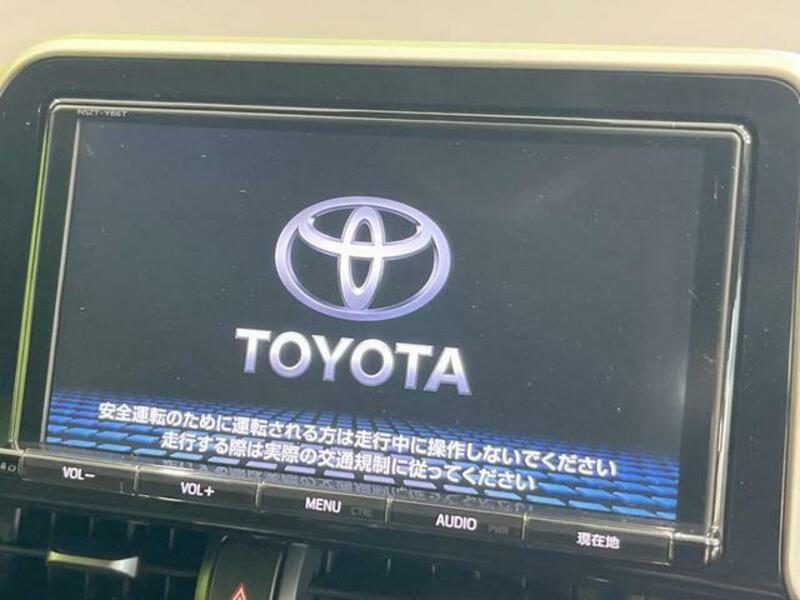 NSZT-Y66T
TOYOTA
安全運転のために運転される方は走行中に操作しないでください
走行する際は実際の交通規制に従ってください
VOL－
VOL＋
MENU CTRL
AUDIO PWR
現在地